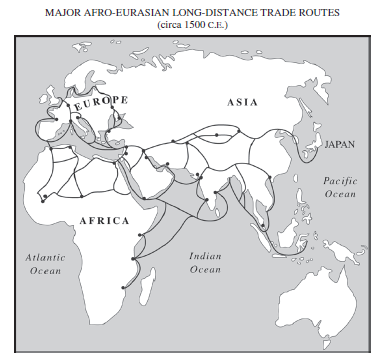 MAJOR AFRO-EURASIAN LONG-DISTANCE TRADE ROUTES
(circa 1500 C.E.)
EUROPE
ASIA
JAPAN
Pacific
Ocean
AFRICA
Atlantic
Ocean
Indian
Ocean